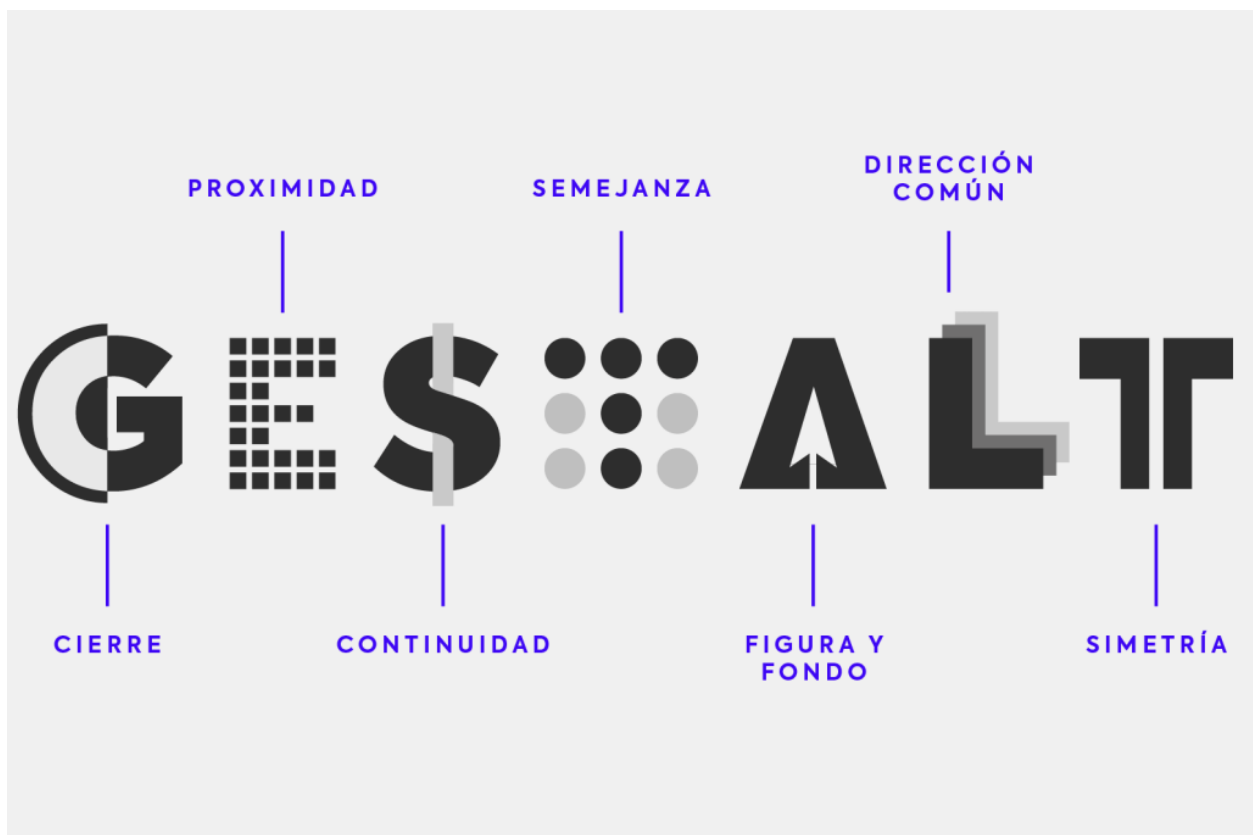 PROXIMIDAD
SEMEJANZA
DIRECCIÓN
COMÚN
GESTALT
CIERRE
CONTINUIDAD
FIGURA Y
FONDO
SIMETRÍA